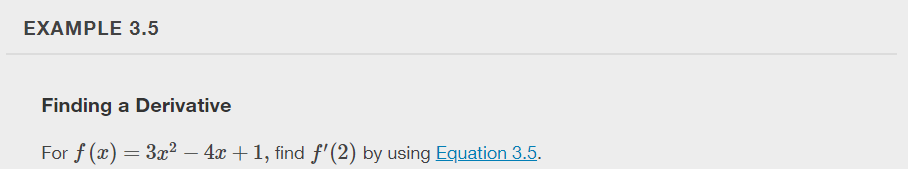 EXAMPLE 3.5
Finding a Derivative
For f (x) = 3x² − 4x + 1, find f′(2) by using Equation 3.5.